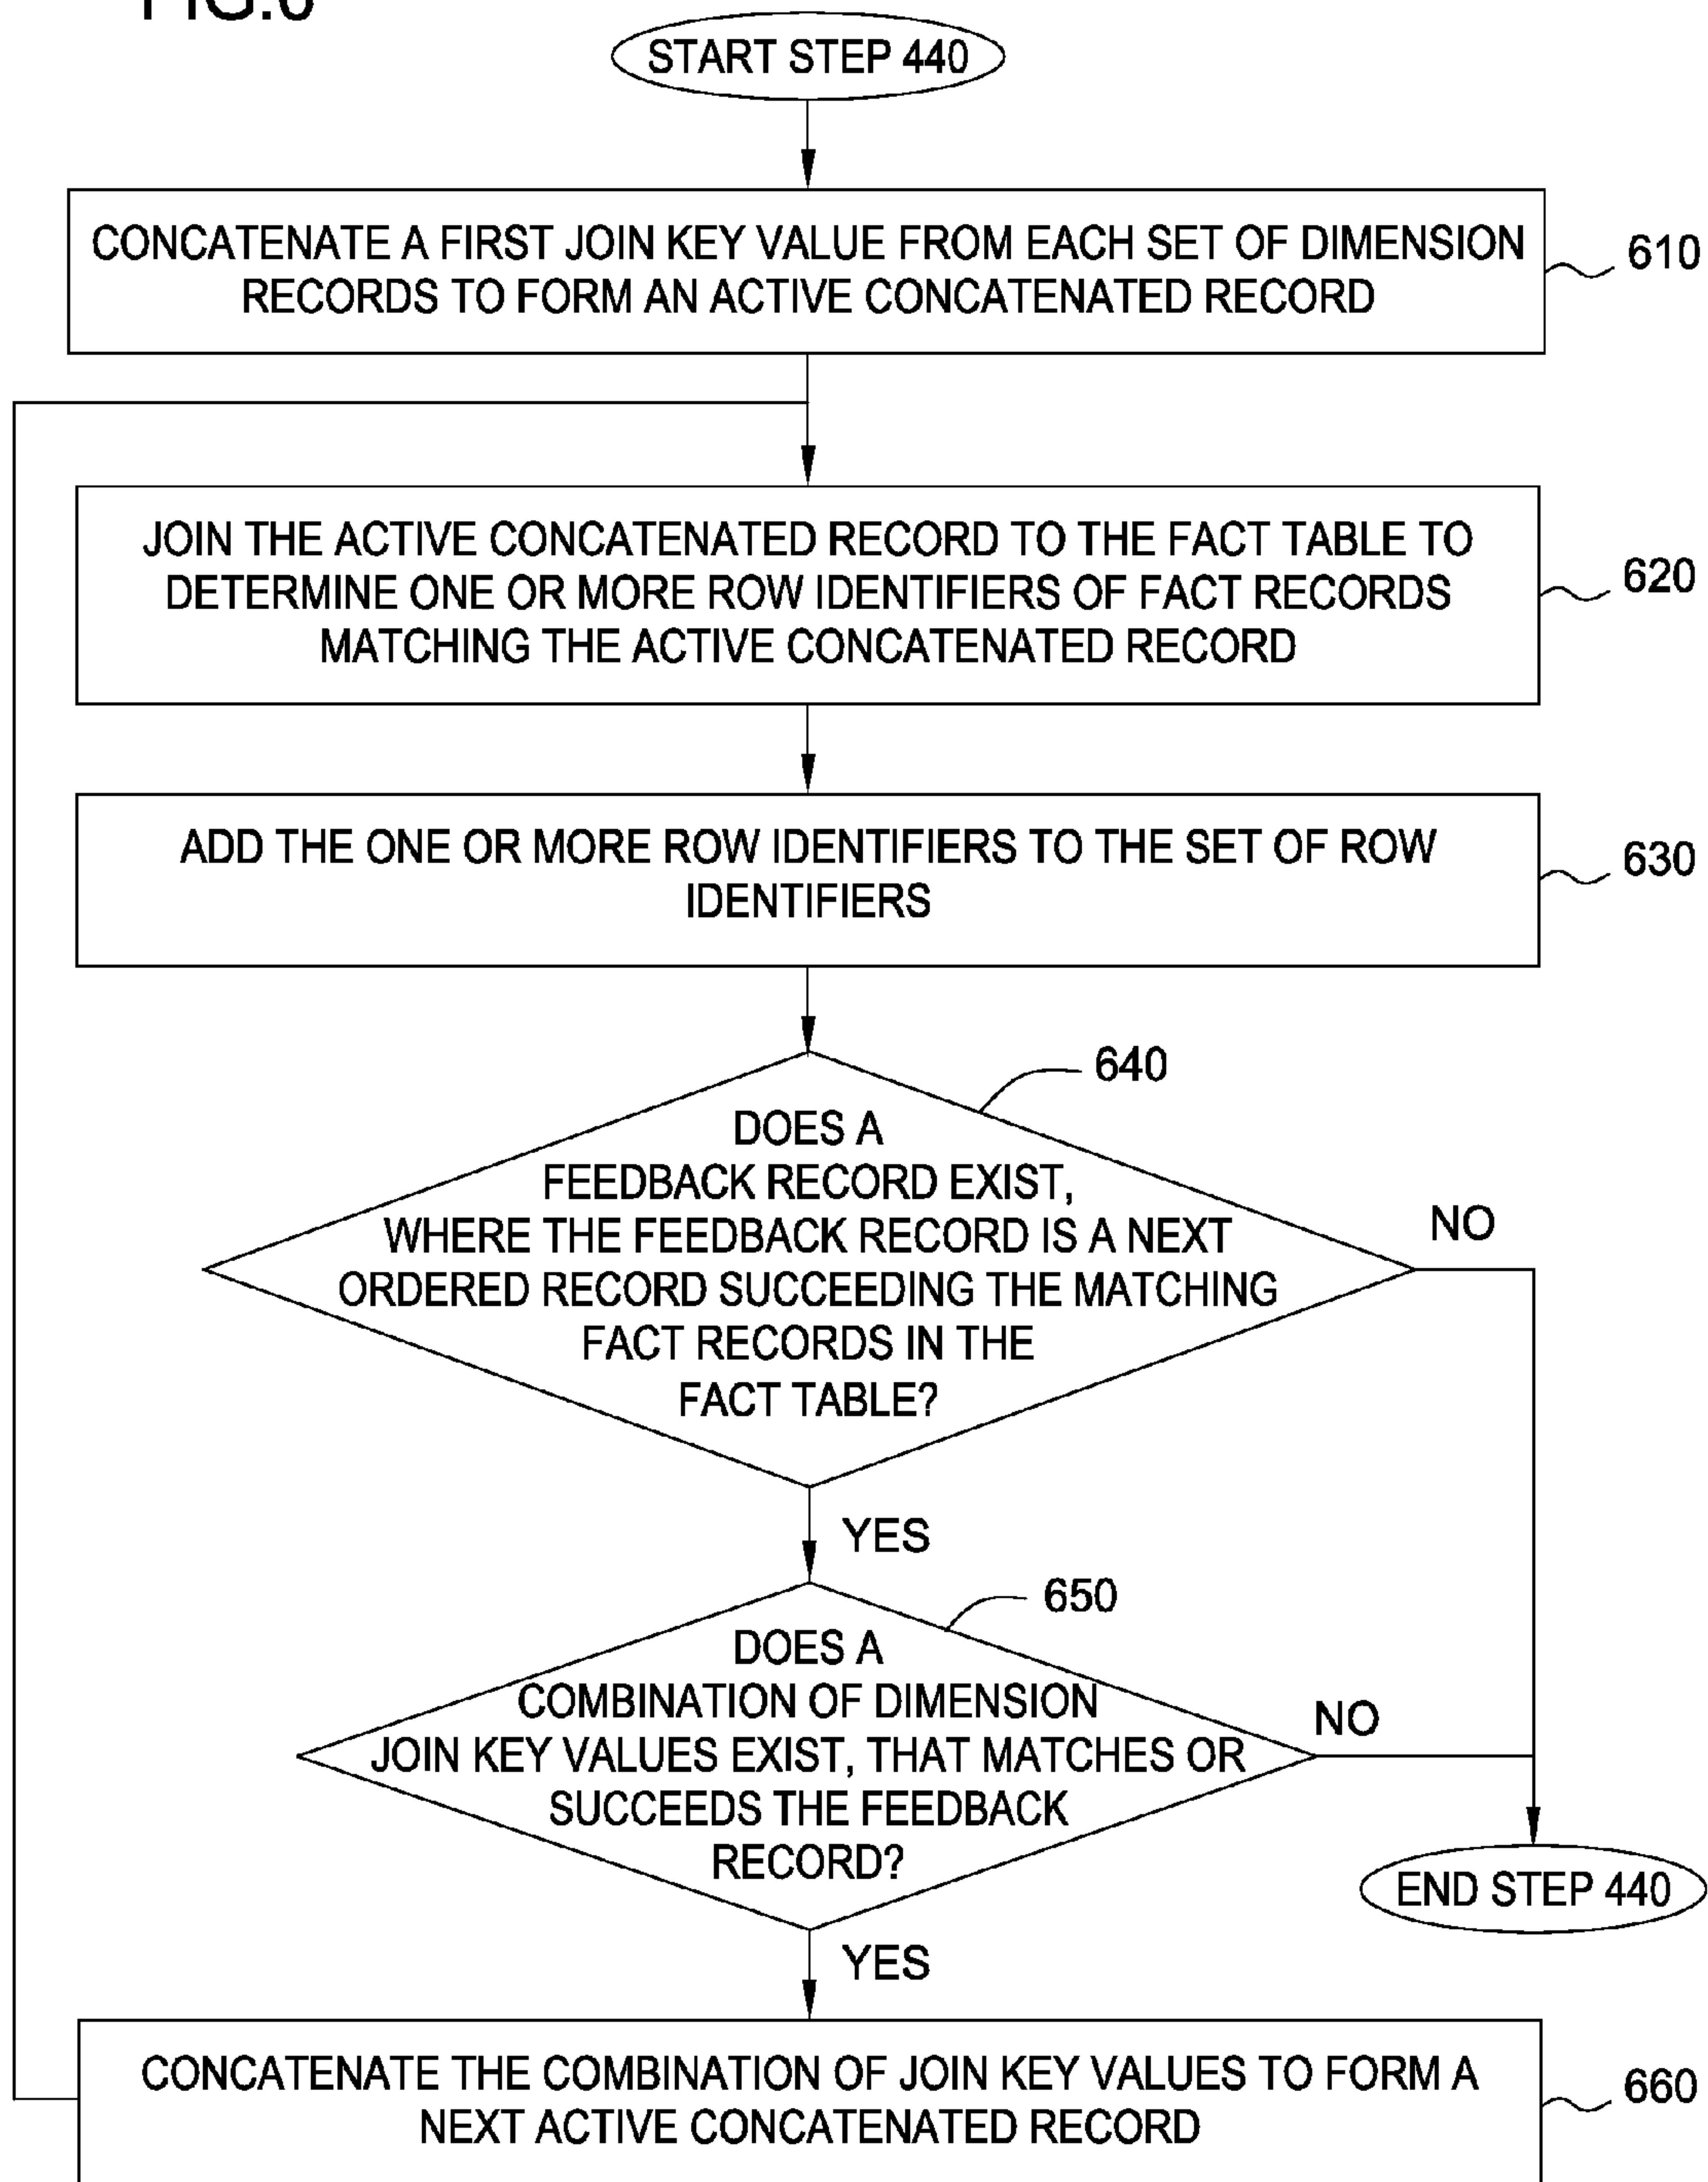 START STEP 440
CONCATENATE A FIRST JOIN KEY VALUE FROM EACH SET OF DIMENSION
RECORDS TO FORM AN ACTIVE CONCATENATED RECORD
610
JOIN THE ACTIVE CONCATENATED RECORD TO THE FACT TABLE TO
DETERMINE ONE OR MORE ROW IDENTIFIERS OF FACT RECORDS
MATCHING THE ACTIVE CONCATENATED RECORD
620
ADD THE ONE OR MORE ROW IDENTIFIERS TO THE SET OF ROW
IDENTIFIERS
630
640
DOES A
FEEDBACK RECORD EXIST,
WHERE THE FEEDBACK RECORD IS A NEXT
ORDERED RECORD SUCCEEDING THE MATCHING
FACT RECORDS IN THE
FACT TABLE?
NO
YES
650
DOES A
COMBINATION OF DIMENSION
JOIN KEY VALUES EXIST, THAT MATCHES OR
SUCCEEDS THE FEEDBACK
RECORD?
NO
END STEP 440
YES
CONCATENATE THE COMBINATION OF JOIN KEY VALUES TO FORM A
NEXT ACTIVE CONCATENATED RECORD
660